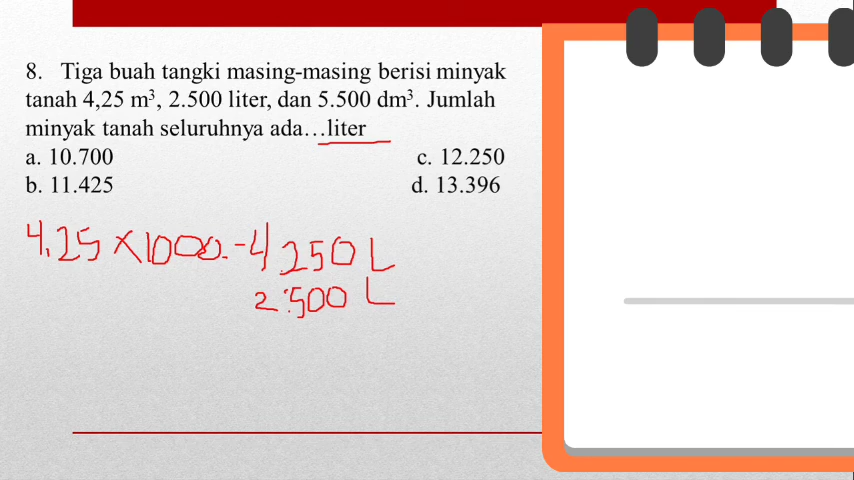 8. Tiga buah tangki masing-masing berisi minyak
tanah 4,25 m³, 2.500 liter, dan 5.500 dm³. Jumlah
minyak tanah seluruhnya ada…liter
a. 10.700 c. 12.250
b. 11.425 d. 13.396
4.25 × 1000 = 4.250 L
2.500 L